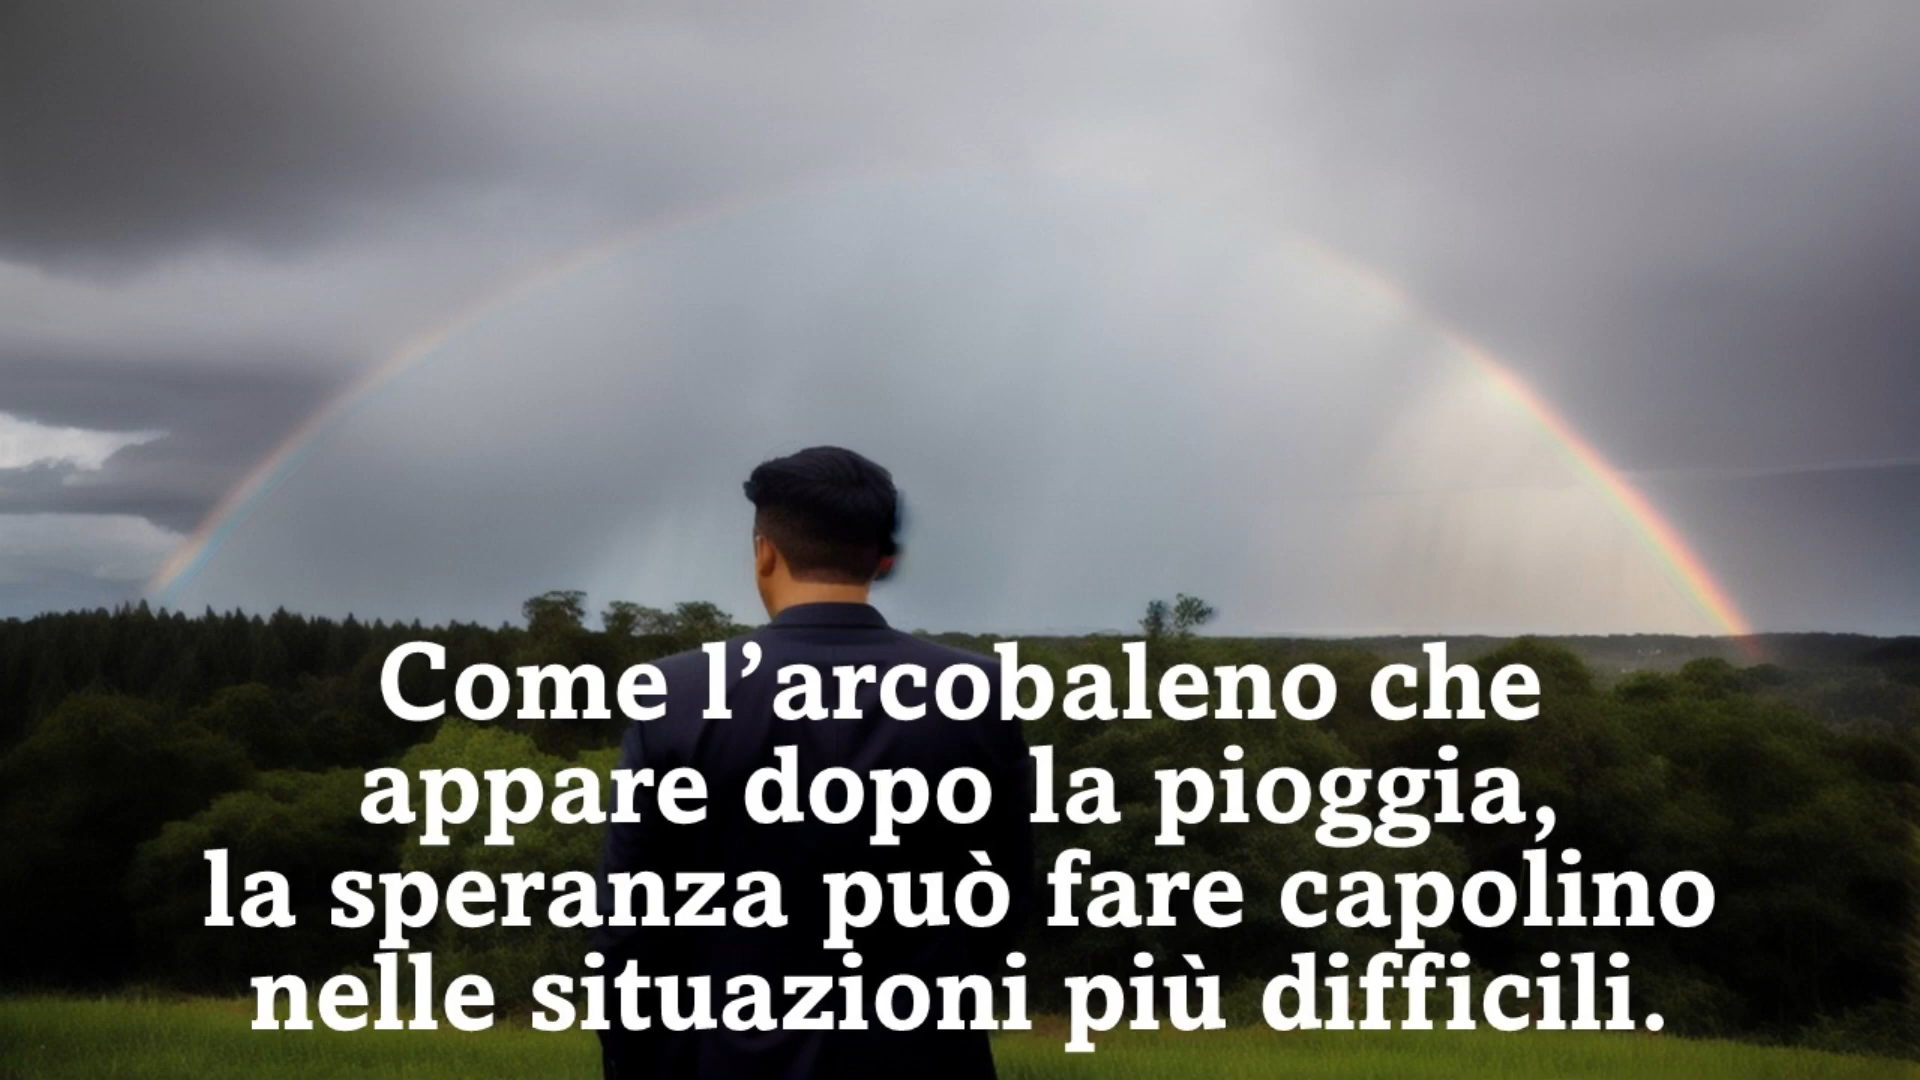 Come l’arcobaleno che
appare dopo la pioggia,
la speranza può fare capolino
nelle situazioni più difficili.